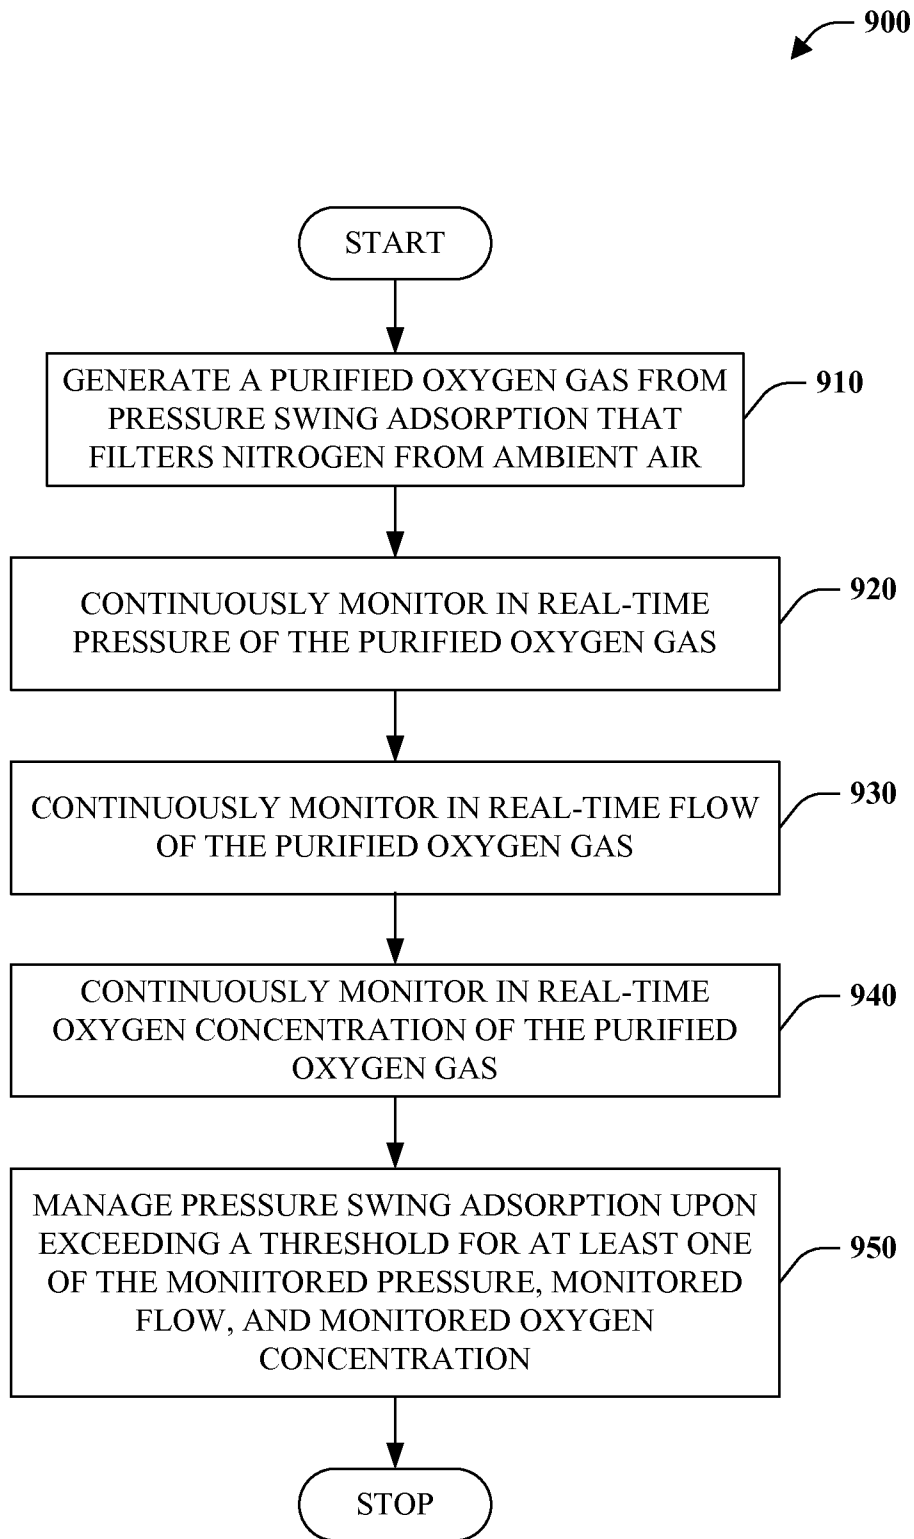 900
START
GENERATE A PURIFIED OXYGEN GAS FROM
PRESSURE SWING ADSORPTION THAT
FILTERS NITROGEN FROM AMBIENT AIR
910
CONTINUOUSLY MONITOR IN REAL-TIME
PRESSURE OF THE PURIFIED OXYGEN GAS
920
CONTINUOUSLY MONITOR IN REAL-TIME FLOW
OF THE PURIFIED OXYGEN GAS
930
CONTINUOUSLY MONITOR IN REAL-TIME
OXYGEN CONCENTRATION OF THE PURIFIED
OXYGEN GAS
940
MANAGE PRESSURE SWING ADSORPTION UPON
EXCEEDING A THRESHOLD FOR AT LEAST ONE
OF THE MONIITORED PRESSURE, MONITORED
FLOW, AND MONITORED OXYGEN
CONCENTRATION
950
STOP